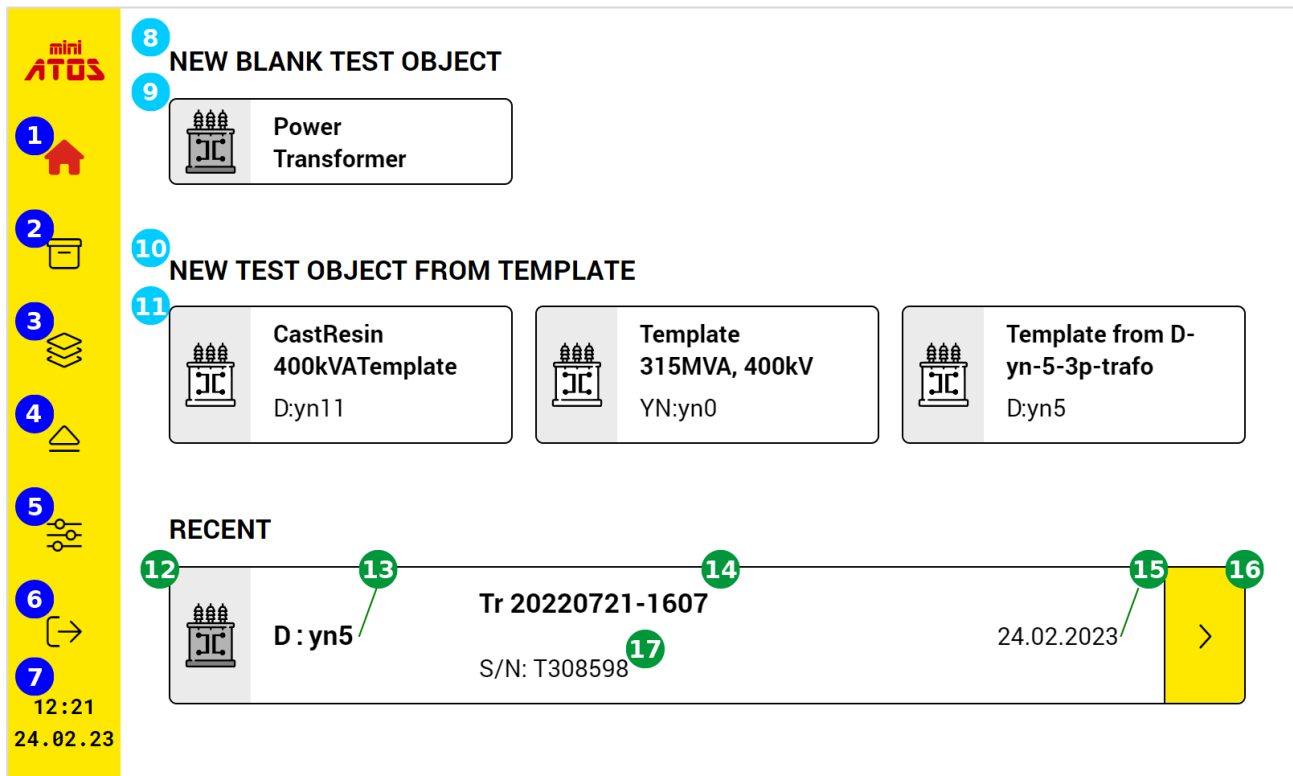 mini
ATOS
1
2
3
4
5
6
7
12:21
24.02.23
8
NEW BLANK TEST OBJECT
9
Power
Transformer
10
NEW TEST OBJECT FROM TEMPLATE
11
CastResin
400kVATemplate
D:yn11
Template
315MVA, 400kV
YN:yn0
Template from D-
yn-5-3p-trafo
D:yn5
RECENT
12
13
14
15
16
D : yn5
Tr 20220721-1607
17
S/N: T308598
24.02.2023